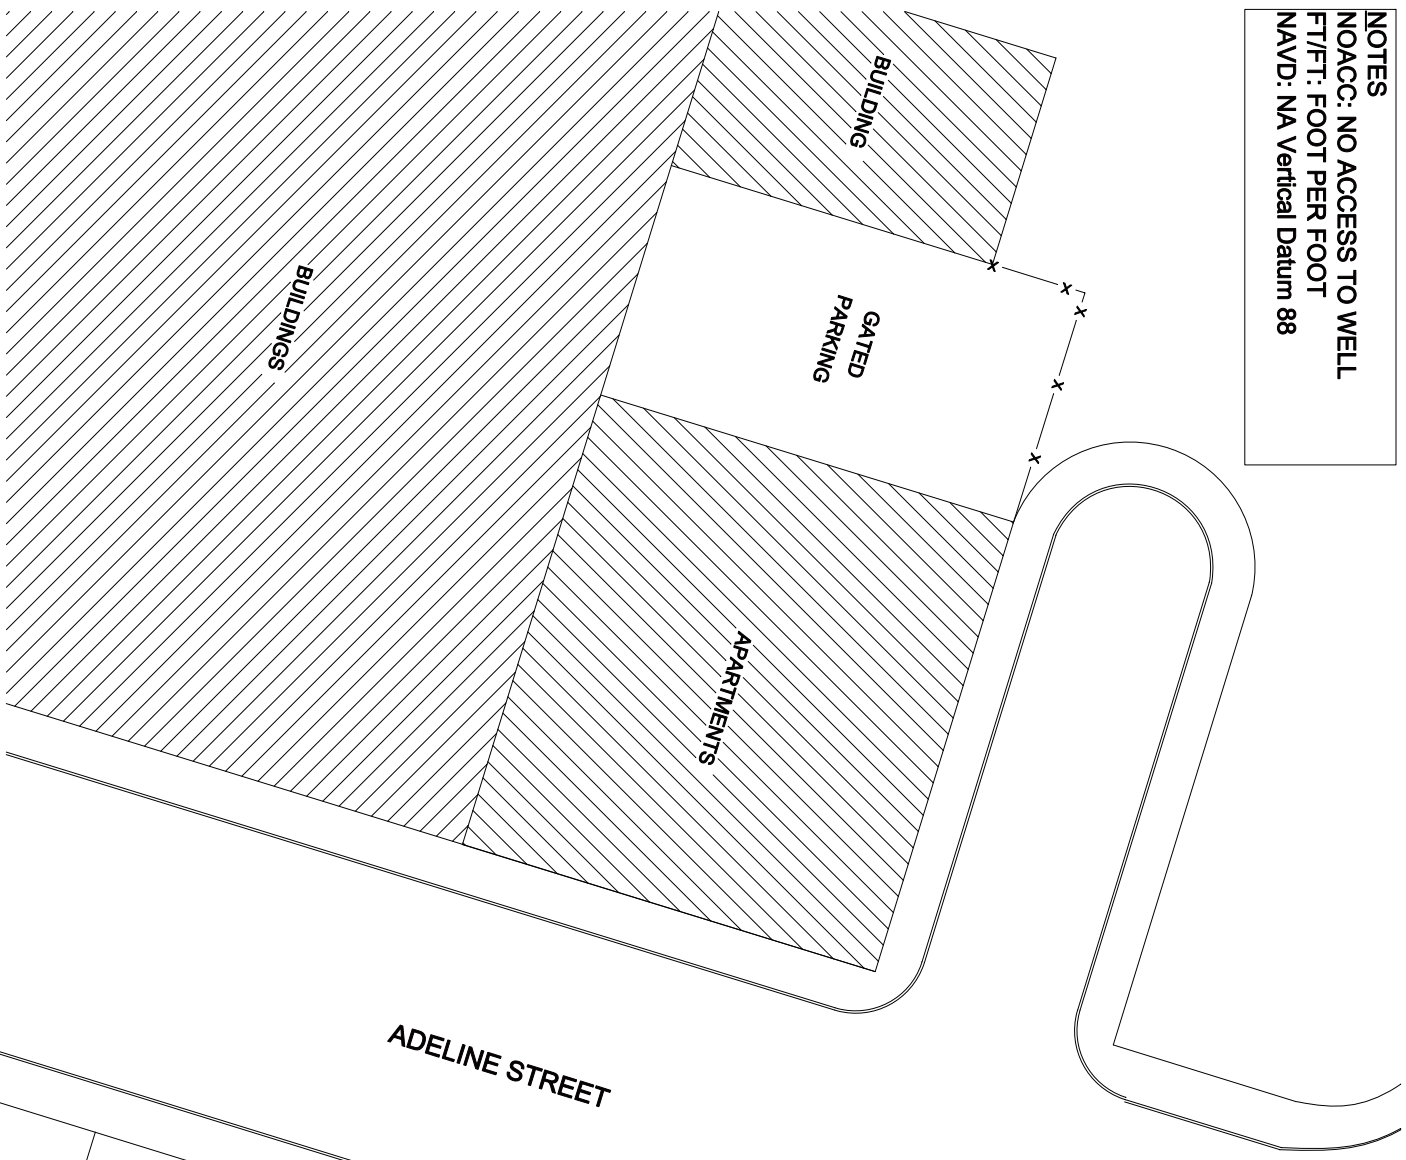 NOTES
NOACC: NO ACCESS TO WELL
FT/FT: FOOT PER FOOT
NAVD: NA Vertical Datum 88
BUILDING
GATED
PARKING
BUILDINGS
APARTMENTS
ADELINE STREET